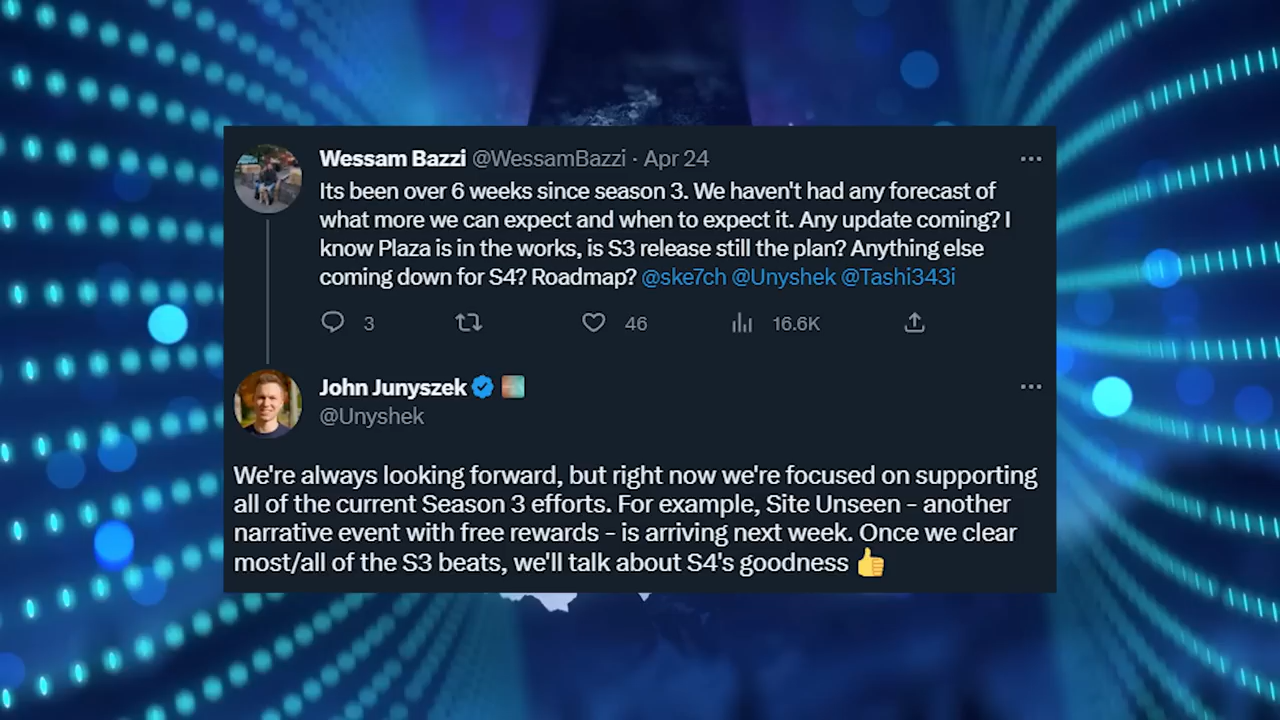 Wessam Bazzi @WessamBazzi · Apr 24
Its been over 6 weeks since season 3. We haven't had any forecast of
what more we can expect and when to expect it. Any update coming? I
know Plaza is in the works, is S3 release still the plan? Anything else
coming down for S4? Roadmap? @ske7ch @Unyshek @Tashi343i
3 46 16.6K
John Junyszek
@Unyshek
We're always looking forward, but right now we're focused on supporting
all of the current Season 3 efforts. For example, Site Unseen – another
narrative event with free rewards – is arriving next week. Once we clear
most/all of the S3 beats, we'll talk about S4's goodness 👍